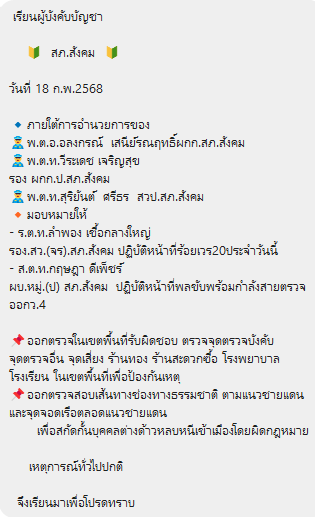 เรียนผู้บังคับบัญชา
🔰 สภ.สังคม 🔰
วันที่ 18 ก.พ.2568
🔹ภายใต้การอำนวยการของ
👮พ.ต.อ.อลงกรณ์ เสนีย์รณฤทธิ์ผกก.สภ.สังคม
👮พ.ต.ท.วีระเดช เจริญสุข
รอง ผกก.ป.สภ.สังคม
👮พ.ต.ท.สุริยันต์ ศรีธร สวป.สภ.สังคม
🔸มอบหมายให้
- ร.ต.ท.ลำพอง เชื้อกลางใหญ่
รอง.สว.(จร).สภ.สังคม ปฏิบัติหน้าที่ร้อยเวร20ประจำวันนี้
- ส.ต.ท.กฤษฎา ดีเพ็ชร์
ผบ.หมู่.(ป) สภ.สังคม ปฏิบัติหน้าที่พลขับพร้อมกำลังสายตรวจ
ออกว.4
📌ออกตรวจในเขตพื้นที่รับผิดชอบ ตรวจจุดตรวจบังคับ
จุดตรวจอื่น จุดเสี่ยง ร้านทอง ร้านสะดวกซื้อ โรงพยาบาล
โรงเรียน ในเขตพื้นที่เพื่อป้องกันเหตุ
📌ออกตรวจสอบเส้นทางช่องทางธรรมชาติ ตามแนวชายแดน
และจุดจอดเรือตลอดแนวชายแดน
เพื่อสกัดกั้นบุคคลต่างด้าวหลบหนีเข้าเมืองโดยผิดกฎหมาย
เหตุการณ์ทั่วไปปกติ
จึงเรียนมาเพื่อโปรดทราบ